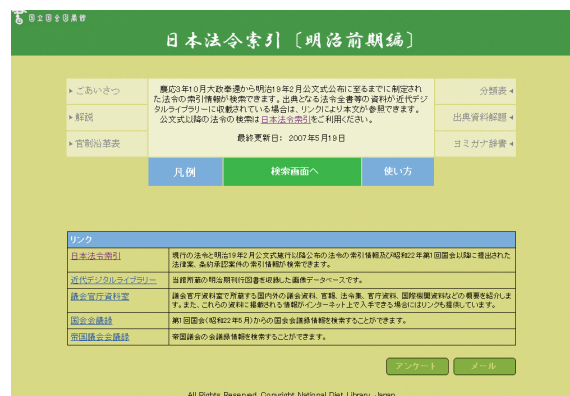 国立国会図書館
日本法令索引〔明治前期編〕
ごあいさつ
解説
官制沿革表
慶応3年10月大政奉還から明治19年2月公文式公布に至るまでに制定され
た法令の索引情報が検索できます。出典となる法令全書等の資料が近代デジ
タルライブラリーに収載されている場合は、リンクにより本文が参照できます。
公文式以降の法令の検索は日本法令索引をご利用ください。
最終更新日: 2007年5月19日
分類表
出典資料解題
ヨミガナ辞書
凡例
検索画面へ
使い方
リンク
日本法令索引
現行の法令と明治19年2月公文式施行以降公布の法令の索引情報及び昭和22年第1回国会以降に提出された
法律案、条約承認案件の索引情報が検索できます。
近代デジタルライブラリー
当館所蔵の明治期刊行図書を収録した画像データベースです。
議会官庁資料室
議会官庁資料室で所蔵する国内外の議会資料、官報、法令集、官庁資料、国際機関資料などの概要を紹介しま
す。また、これらの資料に掲載される情報がインターネット上で入手できる場合にはリンクも提供しています。
国会会議録
第1回国会(昭和22年5月)からの国会会議録情報を検索することができます。
帝国議会会議録
帝国議会の会議録情報を検索することができます。
アンケート
メール
All Rights Reserved. Copyright National Diet Library, Japan